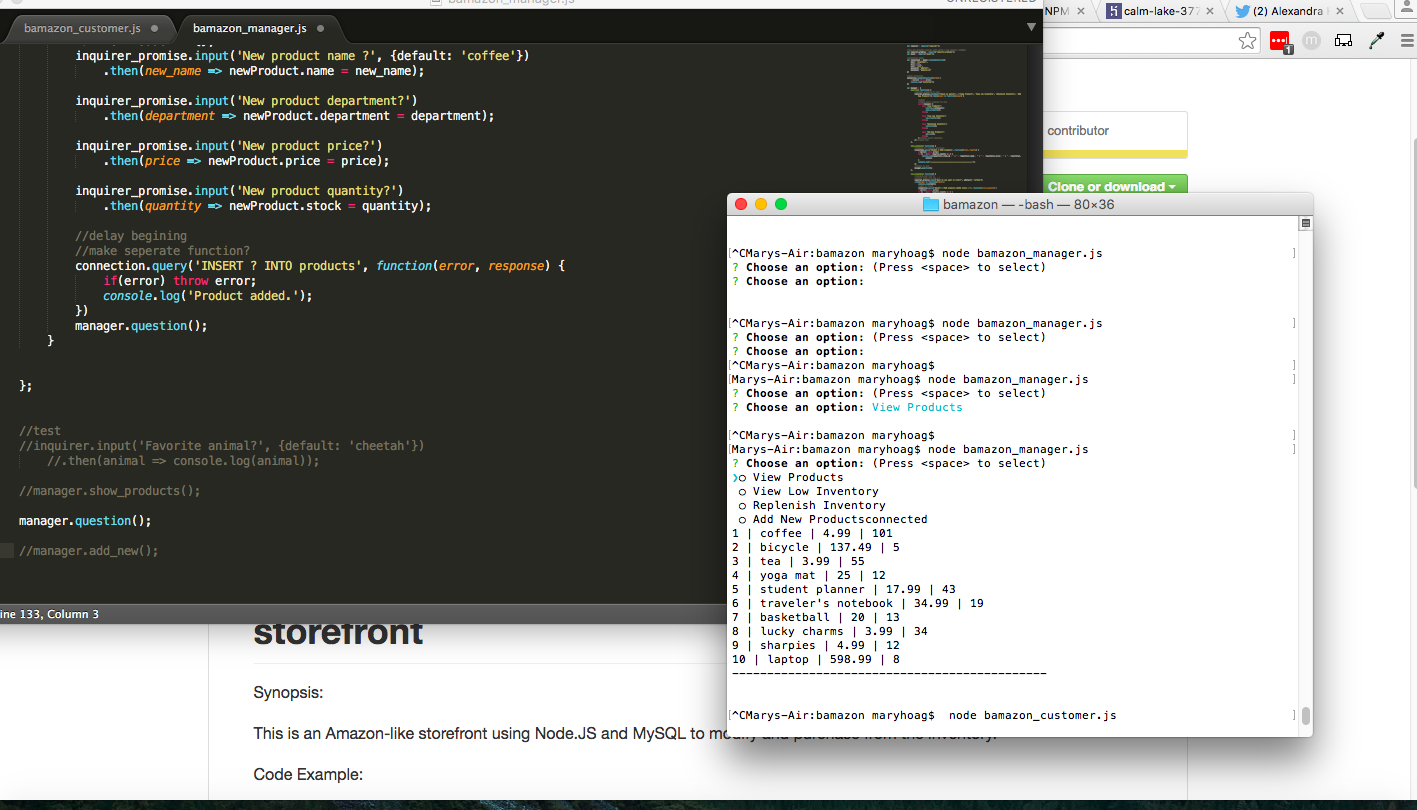 bamazon_manager.js
UNREGISTERED
bamazon_customer.js
bamazon_manager.js
NPM
calm-lake-377
(2) Alexandra
1
m
inquirer_promise.input('New product name ?', {default: 'coffee'})
.then(new_name => newProduct.name = new_name);
inquirer_promise.input('New product department?')
.then(department => newProduct.department = department);
inquirer_promise.input('New product price?')
.then(price => newProduct.price = price);
inquirer_promise.input('New product quantity?')
.then(quantity => newProduct.stock = quantity);
//delay begining
//make seperate function?
connection.query('INSERT ? INTO products', function(error, response) {
if(error) throw error;
console.log('Product added.');
})
manager.question();
}
};
//test
//inquirer.input('Favorite animal?', {default: 'cheetah'})
//.then(animal => console.log(animal));
//manager.show_products();
manager.question();
//manager.add_new();
ine 133, Column 3
contributor
Clone or download
bamazon — -bash — 80×36
[^CMarys-Air:bamazon maryhoag$ node bamazon_manager.js ]
? Choose an option: (Press <space> to select)
? Choose an option:
[^CMarys-Air:bamazon maryhoag$ node bamazon_manager.js ]
? Choose an option: (Press <space> to select)
? Choose an option:
[^CMarys-Air:bamazon maryhoag$ ]
[Marys-Air:bamazon maryhoag$ node bamazon_manager.js ]
? Choose an option: (Press <space> to select)
? Choose an option: View Products
[^CMarys-Air:bamazon maryhoag$ ]
[Marys-Air:bamazon maryhoag$ node bamazon_manager.js ]
? Choose an option: (Press <space> to select)
❯○ View Products
○ View Low Inventory
○ Replenish Inventory
○ Add New Productsconnected
1 | coffee | 4.99 | 101
2 | bicycle | 137.49 | 5
3 | tea | 3.99 | 55
4 | yoga mat | 25 | 12
5 | student planner | 17.99 | 43
6 | traveler's notebook | 34.99 | 19
7 | basketball | 20 | 13
8 | lucky charms | 3.99 | 34
9 | sharpies | 4.99 | 12
10 | laptop | 598.99 | 8
---------------------------------------------
[^CMarys-Air:bamazon maryhoag$  node bamazon_customer.js ]
storefront
Synopsis:
This is an Amazon-like storefront using Node.JS and MySQL to modify and purchase from the inventory.
Code Example: